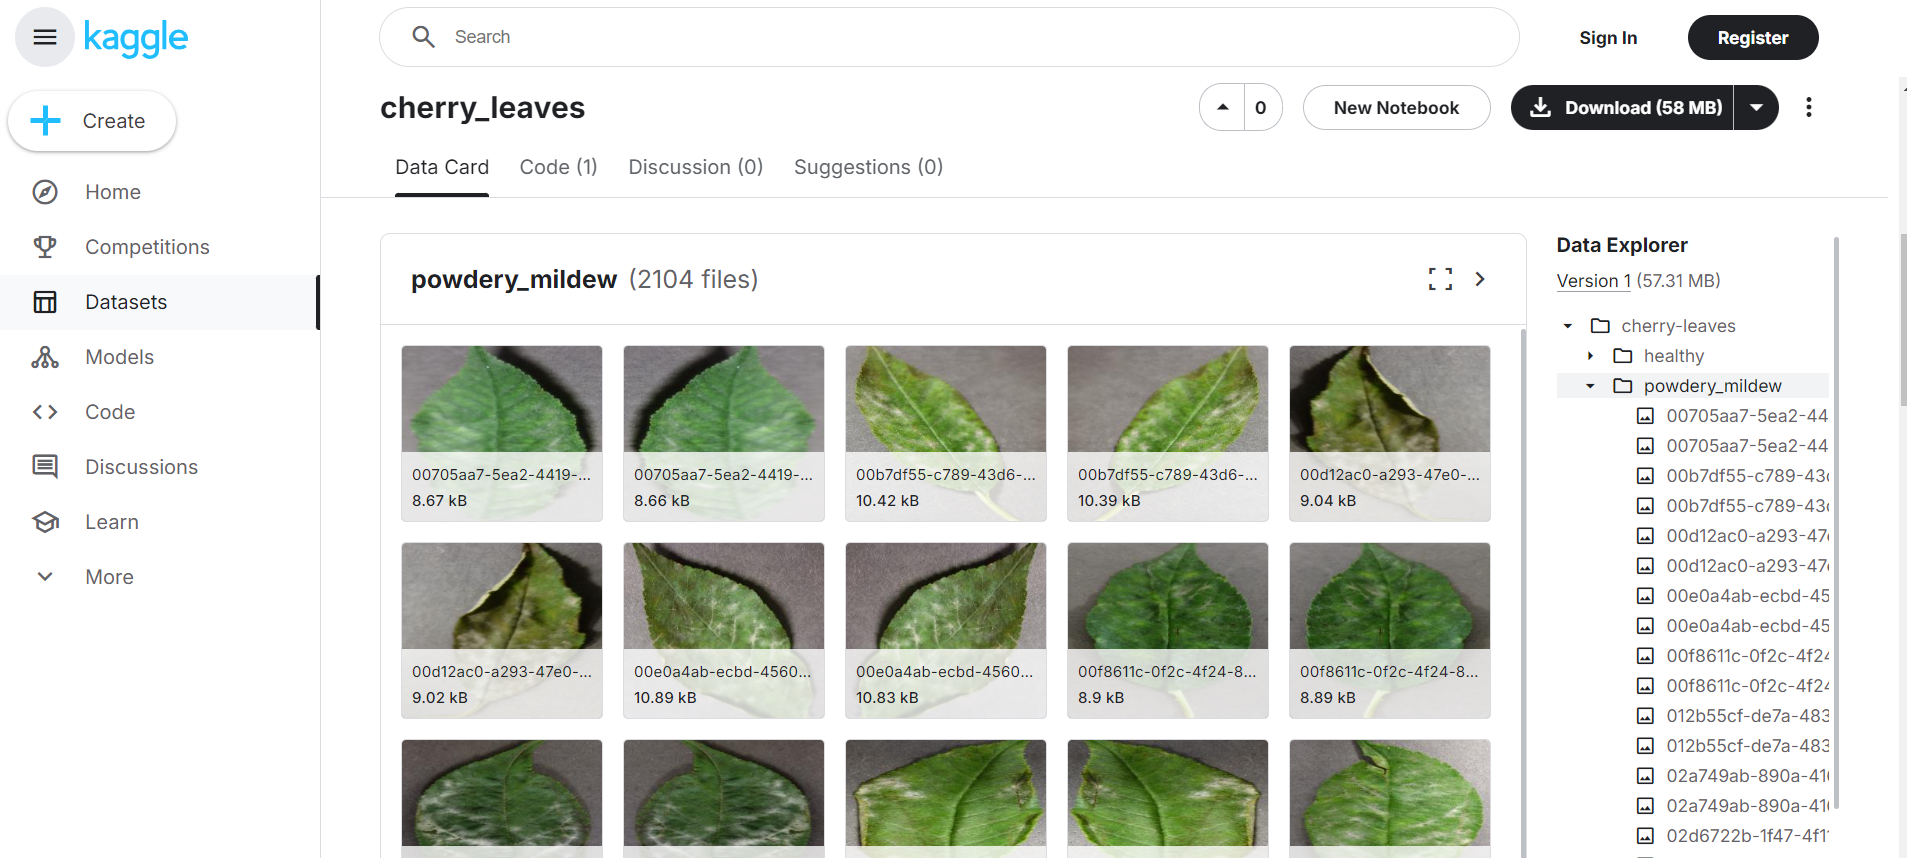 kaggle
Search
Sign In
Register
Create
Home
Competitions
Datasets
Models
Code
Discussions
Learn
More
cherry_leaves
0
New Notebook
Download (58 MB)
Data Card
Code (1)
Discussion (0)
Suggestions (0)
powdery_mildew (2104 files)
00705aa7-5ea2-4419-...
8.67 kB
00705aa7-5ea2-4419-...
8.66 kB
00b7df55-c789-43d6-...
10.42 kB
00b7df55-c789-43d6-...
10.39 kB
00d12ac0-a293-47e0-...
9.04 kB
00d12ac0-a293-47e0-...
9.02 kB
00e0a4ab-ecbd-4560...
10.89 kB
00e0a4ab-ecbd-4560...
10.83 kB
00f8611c-0f2c-4f24-8...
8.9 kB
00f8611c-0f2c-4f24-8...
8.89 kB
Data Explorer
Version 1 (57.31 MB)
cherry-leaves
healthy
powdery_mildew
00705aa7-5ea2-44
00705aa7-5ea2-44
00b7df55-c789-43d
00b7df55-c789-43d
00d12ac0-a293-47
00d12ac0-a293-47
00e0a4ab-ecbd-45
00e0a4ab-ecbd-45
00f8611c-0f2c-4f24
00f8611c-0f2c-4f24
012b55cf-de7a-483
012b55cf-de7a-483
02a749ab-890a-41
02a749ab-890a-41
02d6722b-1f47-4f1